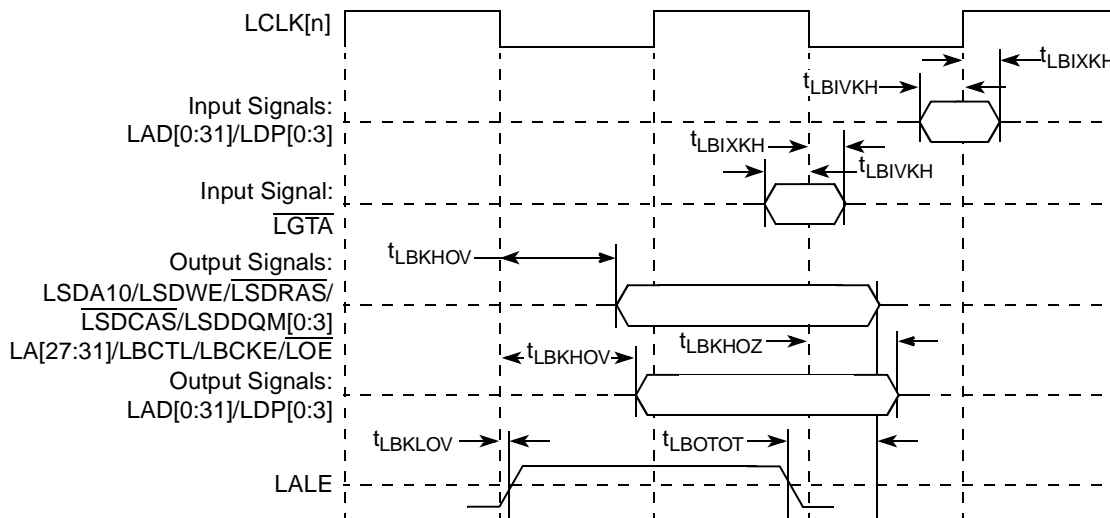 LCLK[n]
tLBIXKH
tLBIVKH
Input Signals:
LAD[0:31]/LDP[0:3]
tLBIXKH
tLBIVKH
Input Signal:
LGTA
tLBKHOV
Output Signals:
LSDA10/LSDWE/LSDRAS/
LSDCAS/LSDDQM[0:3]
LA[27:31]/LBCTL/LBCKE/LOE
tLBKHOV
tLBKHOZ
Output Signals:
LAD[0:31]/LDP[0:3]
tLBKLOV
tLBOTOT
LALE